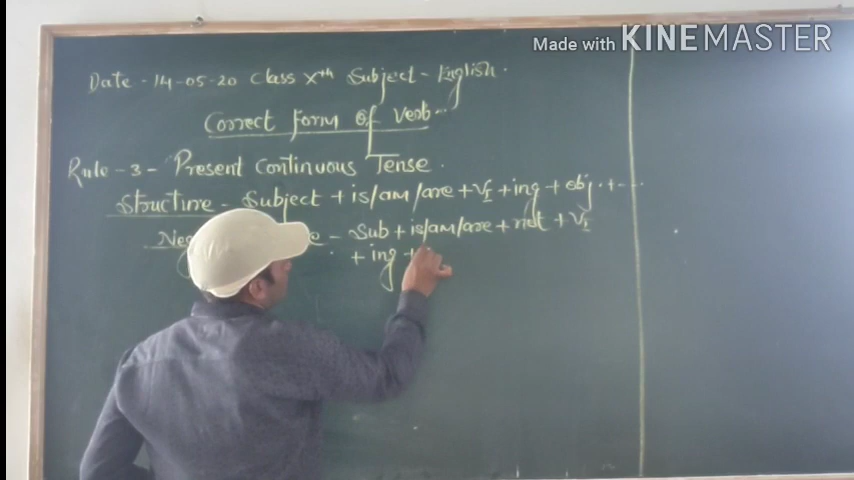 Made with KINEMASTER
Date - 14-05-20 Class Xth Subject - English.
Correct Form Of Verb -
Rule - 3 - Present Continuous Tense.
Structure - Subject + is/am/are + V1 + ing + obj. + ...
- Sub + is/am/are + not + V1
+ ing +